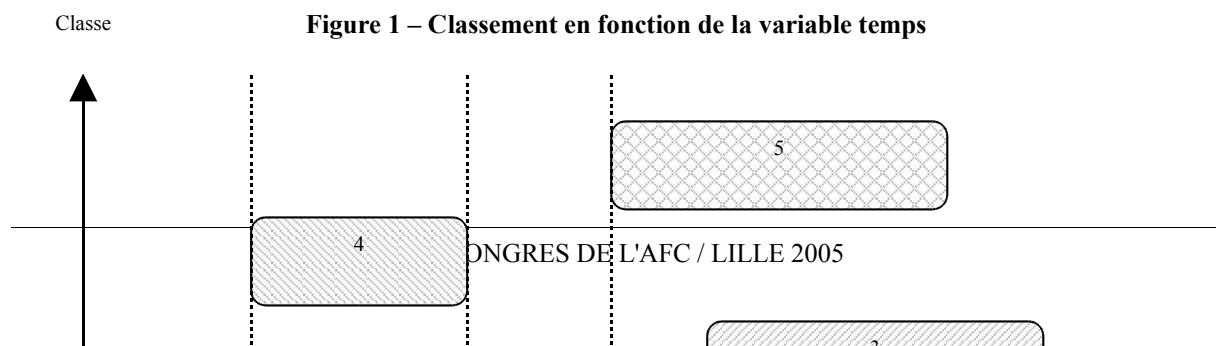 Classe
Figure 1 – Classement en fonction de la variable temps
5
4
ONGRES DE L'AFC / LILLE 2005